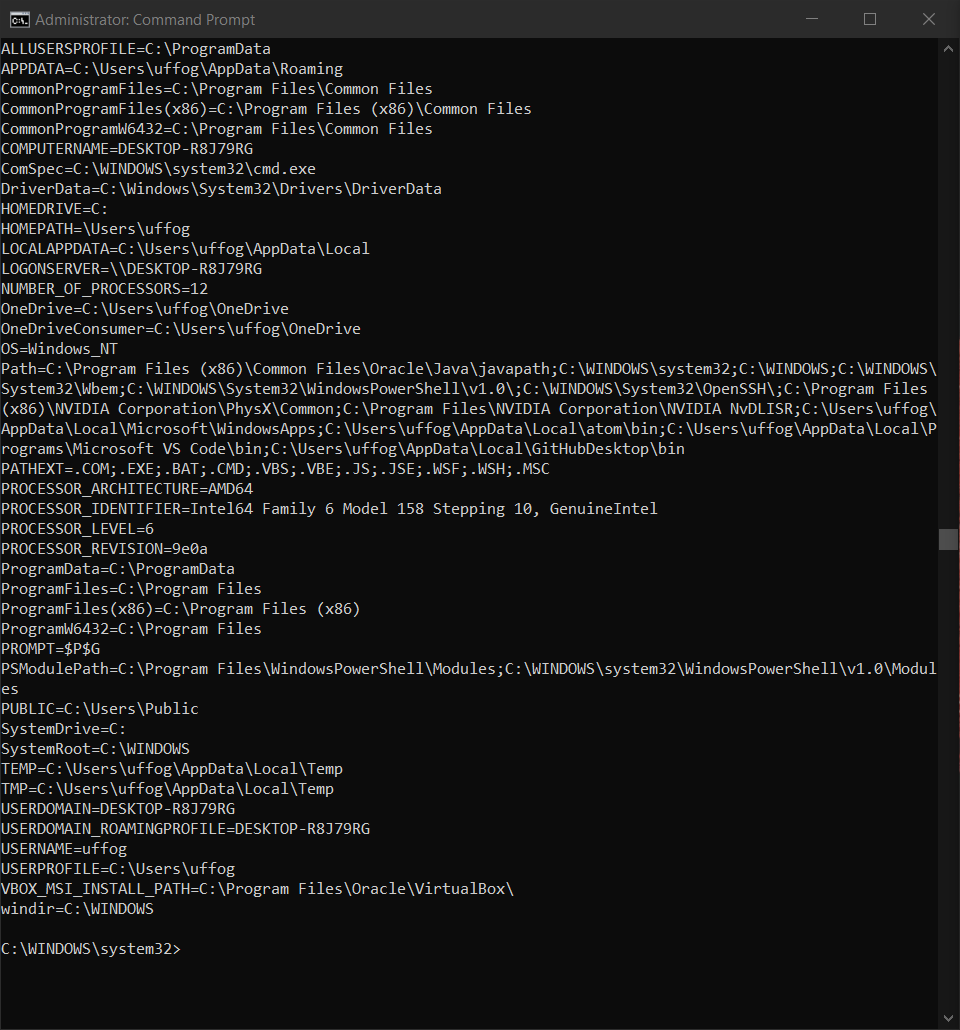 Administrator: Command Prompt
ALLUSERSPROFILE=C:\ProgramData
APPDATA=C:\Users\uffog\AppData\Roaming
CommonProgramFiles=C:\Program Files\Common Files
CommonProgramFiles(x86)=C:\Program Files (x86)\Common Files
CommonProgramW6432=C:\Program Files\Common Files
COMPUTERNAME=DESKTOP-R8J79RG
ComSpec=C:\WINDOWS\system32\cmd.exe
DriverData=C:\Windows\System32\Drivers\DriverData
HOMEDRIVE=C:
HOMEPATH=\Users\uffog
LOCALAPPDATA=C:\Users\uffog\AppData\Local
LOGONSERVER=\\DESKTOP-R8J79RG
NUMBER_OF_PROCESSORS=12
OneDrive=C:\Users\uffog\OneDrive
OneDriveConsumer=C:\Users\uffog\OneDrive
OS=Windows_NT
Path=C:\Program Files (x86)\Common Files\Oracle\Java\javapath;C:\WINDOWS\system32;C:\WINDOWS;C:\WINDOWS\
System32\Wbem;C:\WINDOWS\System32\WindowsPowerShell\v1.0\;C:\WINDOWS\System32\OpenSSH\;C:\Program Files
(x86)\NVIDIA Corporation\PhysX\Common;C:\Program Files\NVIDIA Corporation\NVIDIA NvDLISR;C:\Users\uffog\
AppData\Local\Microsoft\WindowsApps;C:\Users\uffog\AppData\Local\atom\bin;C:\Users\uffog\AppData\Local\P
rograms\Microsoft VS Code\bin;C:\Users\uffog\AppData\Local\GitHubDesktop\bin
PATHEXT=.COM;.EXE;.BAT;.CMD;.VBS;.VBE;.JS;.JSE;.WSF;.WSH;.MSC
PROCESSOR_ARCHITECTURE=AMD64
PROCESSOR_IDENTIFIER=Intel64 Family 6 Model 158 Stepping 10, GenuineIntel
PROCESSOR_LEVEL=6
PROCESSOR_REVISION=9e0a
ProgramData=C:\ProgramData
ProgramFiles=C:\Program Files
ProgramFiles(x86)=C:\Program Files (x86)
ProgramW6432=C:\Program Files
PROMPT=$P$G
PSModulePath=C:\Program Files\WindowsPowerShell\Modules;C:\WINDOWS\system32\WindowsPowerShell\v1.0\Modul
es
PUBLIC=C:\Users\Public
SystemDrive=C:
SystemRoot=C:\WINDOWS
TEMP=C:\Users\uffog\AppData\Local\Temp
TMP=C:\Users\uffog\AppData\Local\Temp
USERDOMAIN=DESKTOP-R8J79RG
USERDOMAIN_ROAMINGPROFILE=DESKTOP-R8J79RG
USERNAME=uffog
USERPROFILE=C:\Users\uffog
VBOX_MSI_INSTALL_PATH=C:\Program Files\Oracle\VirtualBox\
windir=C:\WINDOWS
C:\WINDOWS\system32>